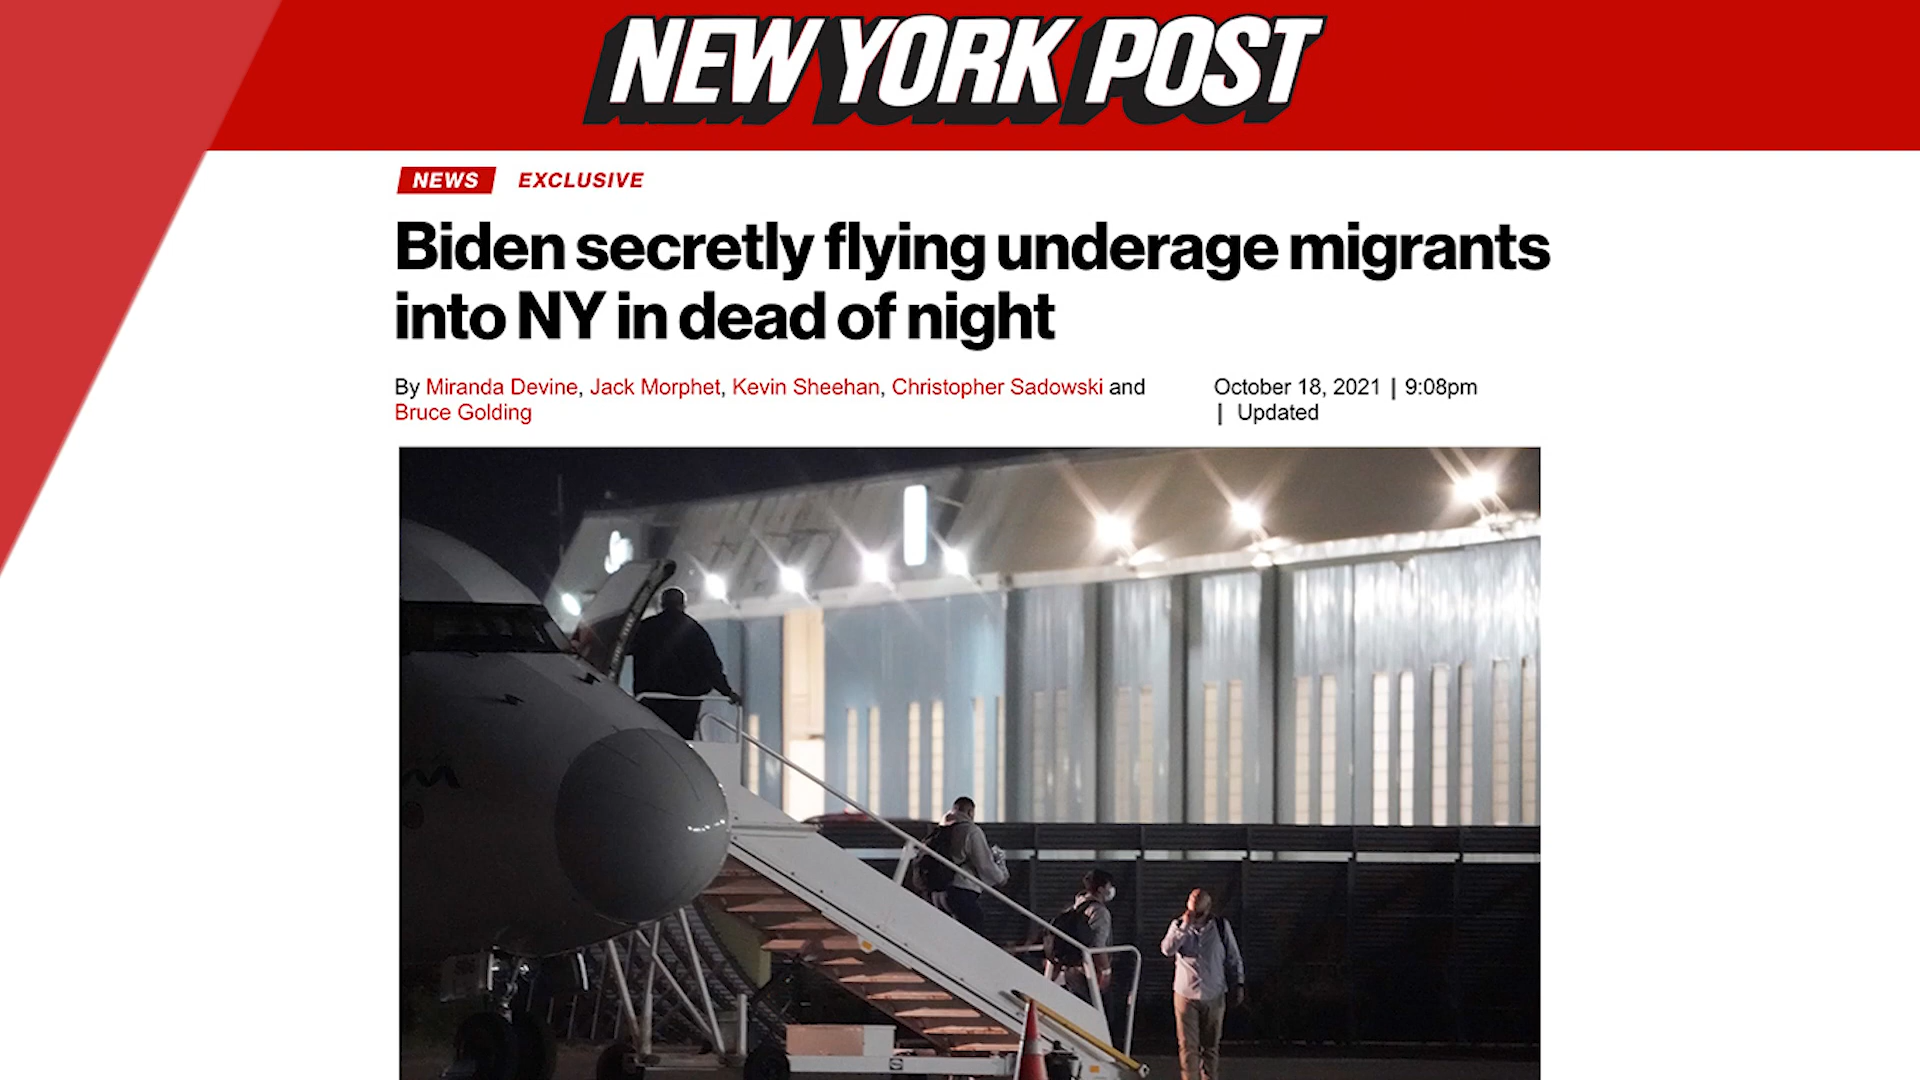 NEW YORK POST
NEWS EXCLUSIVE
Biden secretly flying underage migrants
into NY in dead of night
By Miranda Devine, Jack Morphet, Kevin Sheehan, Christopher Sadowski and
Bruce Golding
October 18, 2021 | 9:08pm
| Updated